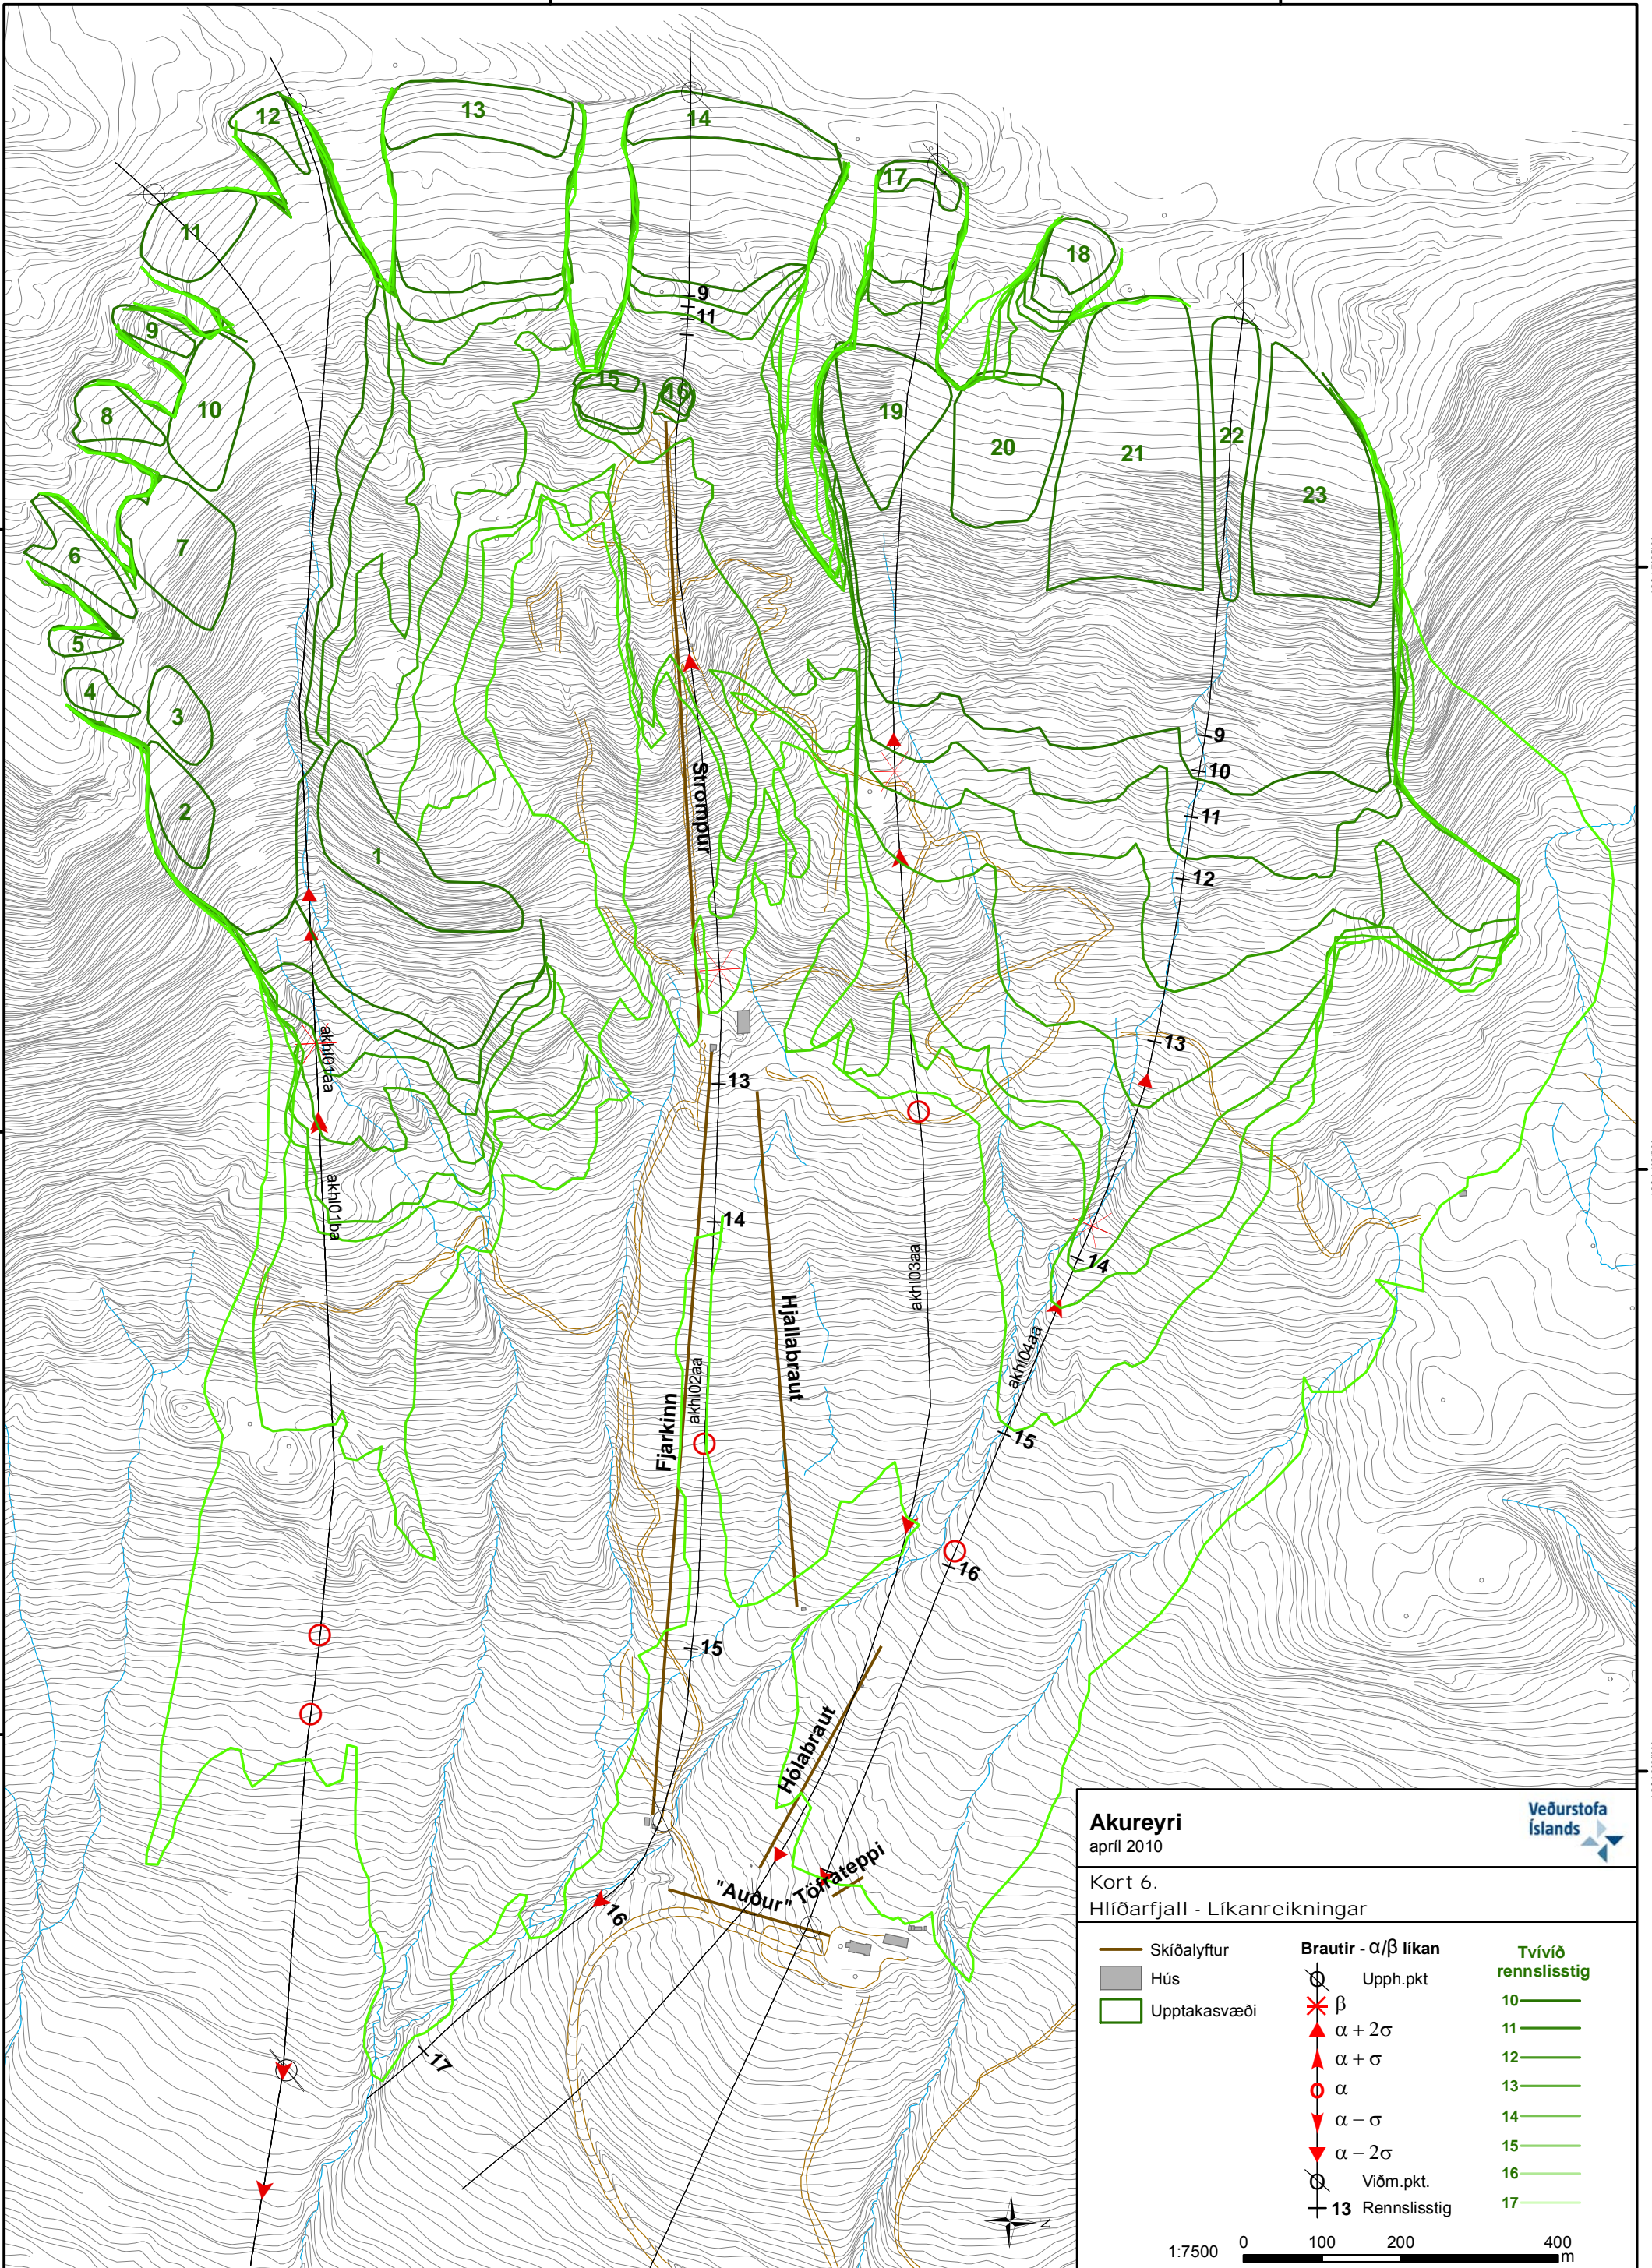 12
13
14
17
11
18
9
11
9
15
16
8
10
19
20
21
22
23
6
7
5
4
3
2
1
Strompur
9
10
11
12
13
akhl01aa
13
akhl01ba
14
14
akhl03aa
Hjallabraut
akhl02aa
Fjarkinn
akhl04aa
15
16
15
Hólabraut
"Auður"
Töfrateppi
16
17
N
Akureyri
apríl 2010
Veðurstofa
Íslands
Kort 6.
Hlíðarfjall - Líkanreikningar
Skíðalyftur
Hús
Upptakasvæði
Brautir - α/β líkan
Upph.pkt
β
α + 2σ
α + σ
α
α − σ
α − 2σ
Viðm.pkt.
13 Rennslisstig
Tvívíð
rennslisstig
10
11
12
13
14
15
16
17
1:7500
0 100 200 400
m